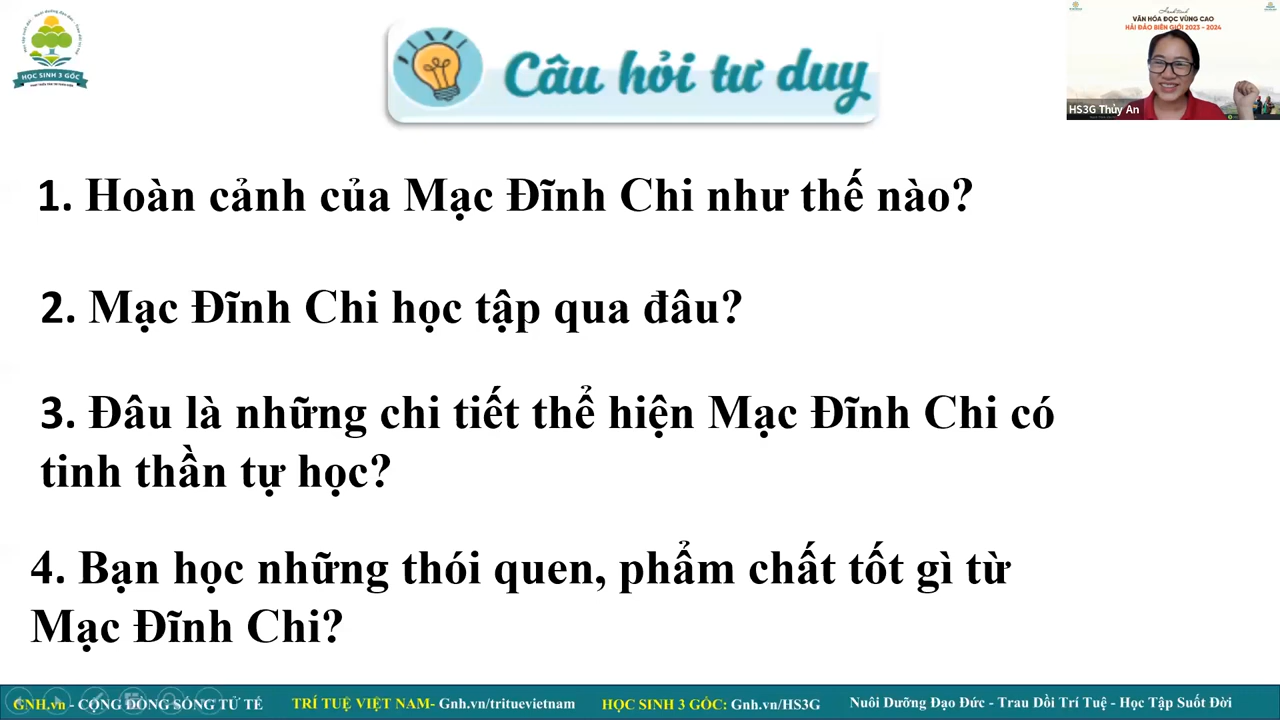 HỌC SINH 3 GỐC
Câu hỏi tư duy
VĂN HÓA ĐỌC VÙNG CAO
HẢI ĐẢO BIÊN GIỚI 2023 - 2024
HS3G Thủy An
1. Hoàn cảnh của Mạc Đĩnh Chi như thế nào?
2. Mạc Đĩnh Chi học tập qua đâu?
3. Đâu là những chi tiết thể hiện Mạc Đĩnh Chi có
tinh thần tự học?
4. Bạn học những thói quen, phẩm chất tốt gì từ
Mạc Đĩnh Chi?
GNH.vn - CỘNG ĐỒNG SỐNG TỬ TẾ
TRÍ TUỆ VIỆT NAM- Gnh.vn/trituevietnam
HỌC SINH 3 GỐC: Gnh.vn/HS3G
Nuôi Dưỡng Đạo Đức - Trau Dồi Trí Tuệ - Học Tập Suốt Đời